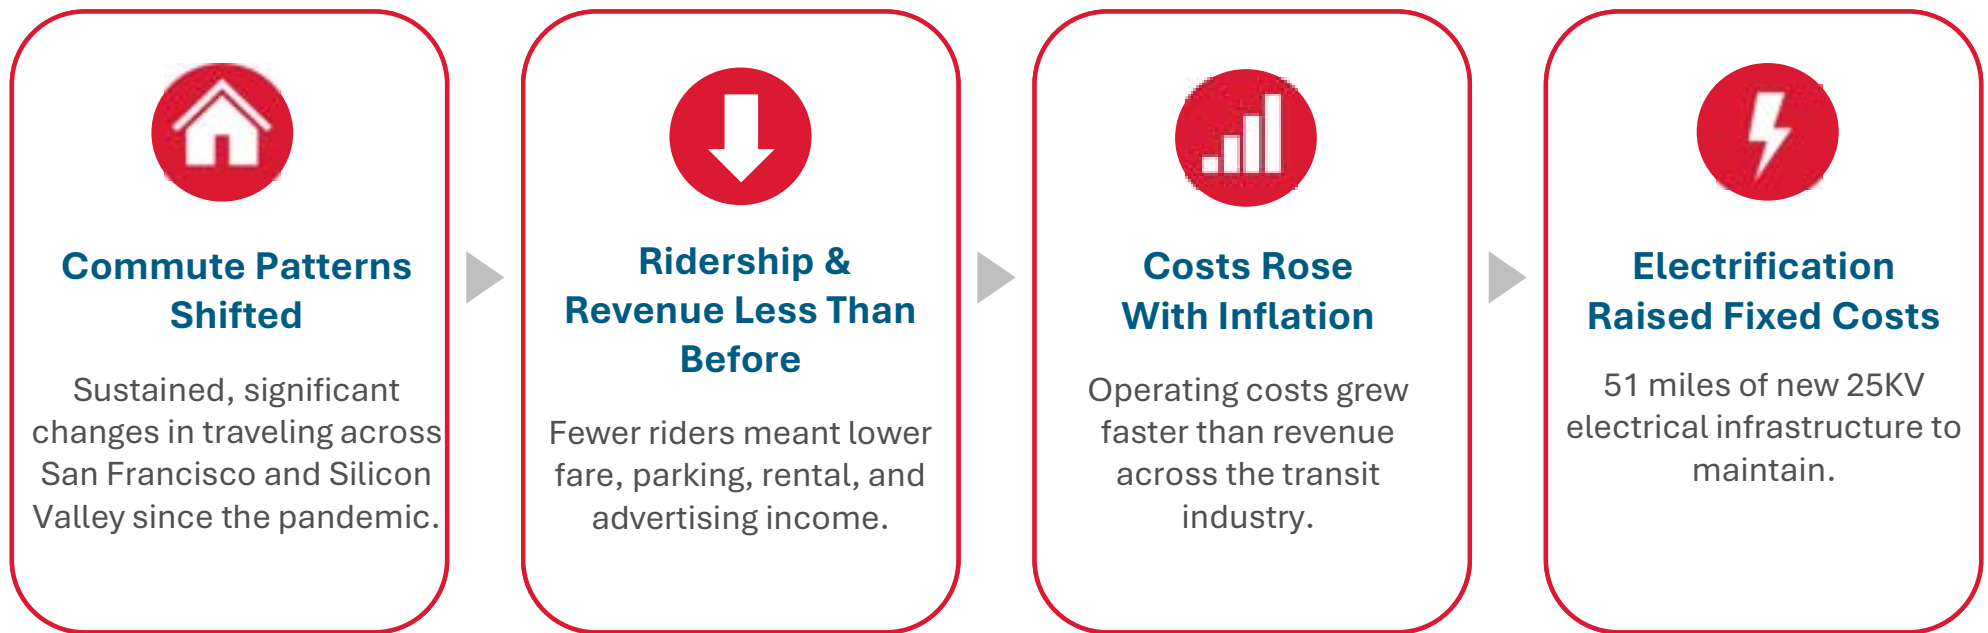 Commute Patterns
Shifted
Sustained, significant
changes in traveling across
San Francisco and Silicon
Valley since the pandemic.
Ridership &
Revenue Less Than
Before
Fewer riders meant lower
fare, parking, rental, and
advertising income.
Costs Rose
With Inflation
Operating costs grew
faster than revenue
across the transit
industry.
Electrification
Raised Fixed Costs
51 miles of new 25KV
electrical infrastructure to
maintain.